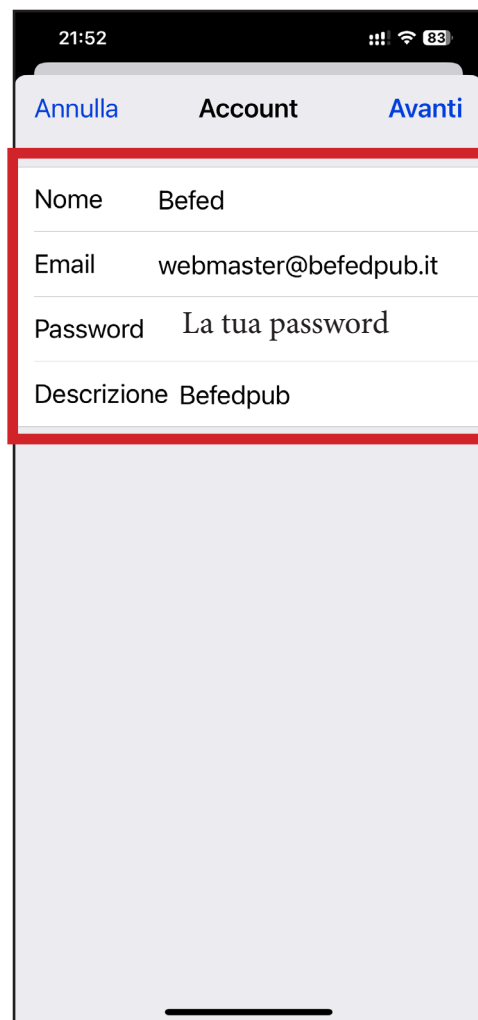 21:52 83
Annulla Account Avanti
Nome Befed
Email webmaster@befedpub.it
Password La tua password
Descrizione Befedpub